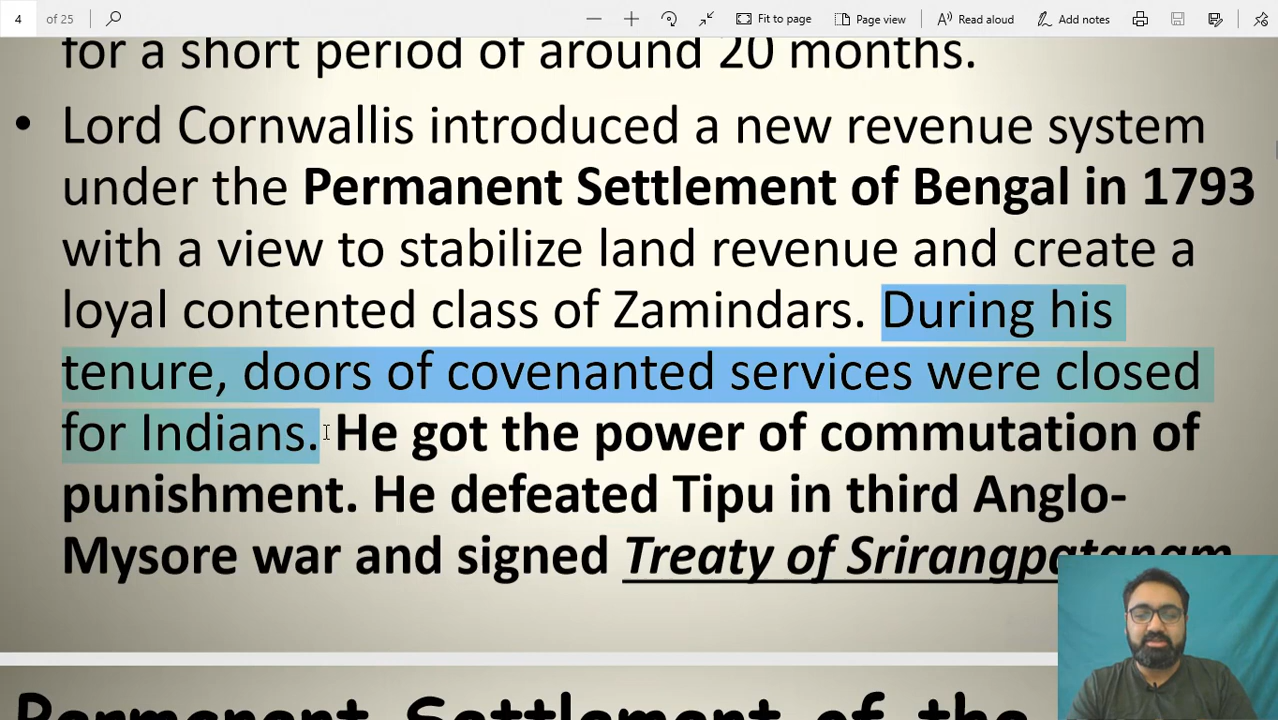 4 of 25 Fit to page Page view Read aloud Add notes
for a short period of around 20 months.
• Lord Cornwallis introduced a new revenue system
under the Permanent Settlement of Bengal in 1793
with a view to stabilize land revenue and create a
loyal contented class of Zamindars. During his
tenure, doors of covenanted services were closed
for Indians. He got the power of commutation of
punishment. He defeated Tipu in third Anglo-
Mysore war and signed Treaty of Srirangpatanam
Permanent Settlement of the